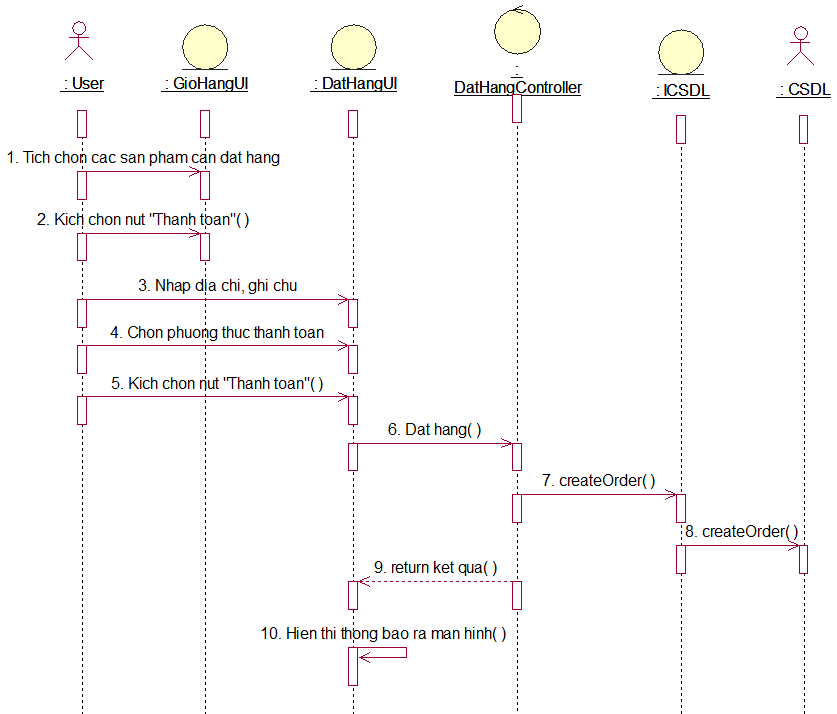 : User
: GioHangUI
: DatHangUI
:
DatHangController
: ICSDL
: CSDL
1. Tich chon cac san pham can dat hang
2. Kich chon nut "Thanh toan"( )
3. Nhap dia chi, ghi chu
4. Chon phuong thuc thanh toan
5. Kich chon nut "Thanh toan"( )
6. Dat hang( )
7. createOrder( )
8. createOrder( )
9. return ket qua( )
10. Hien thi thong bao ra man hinh( )